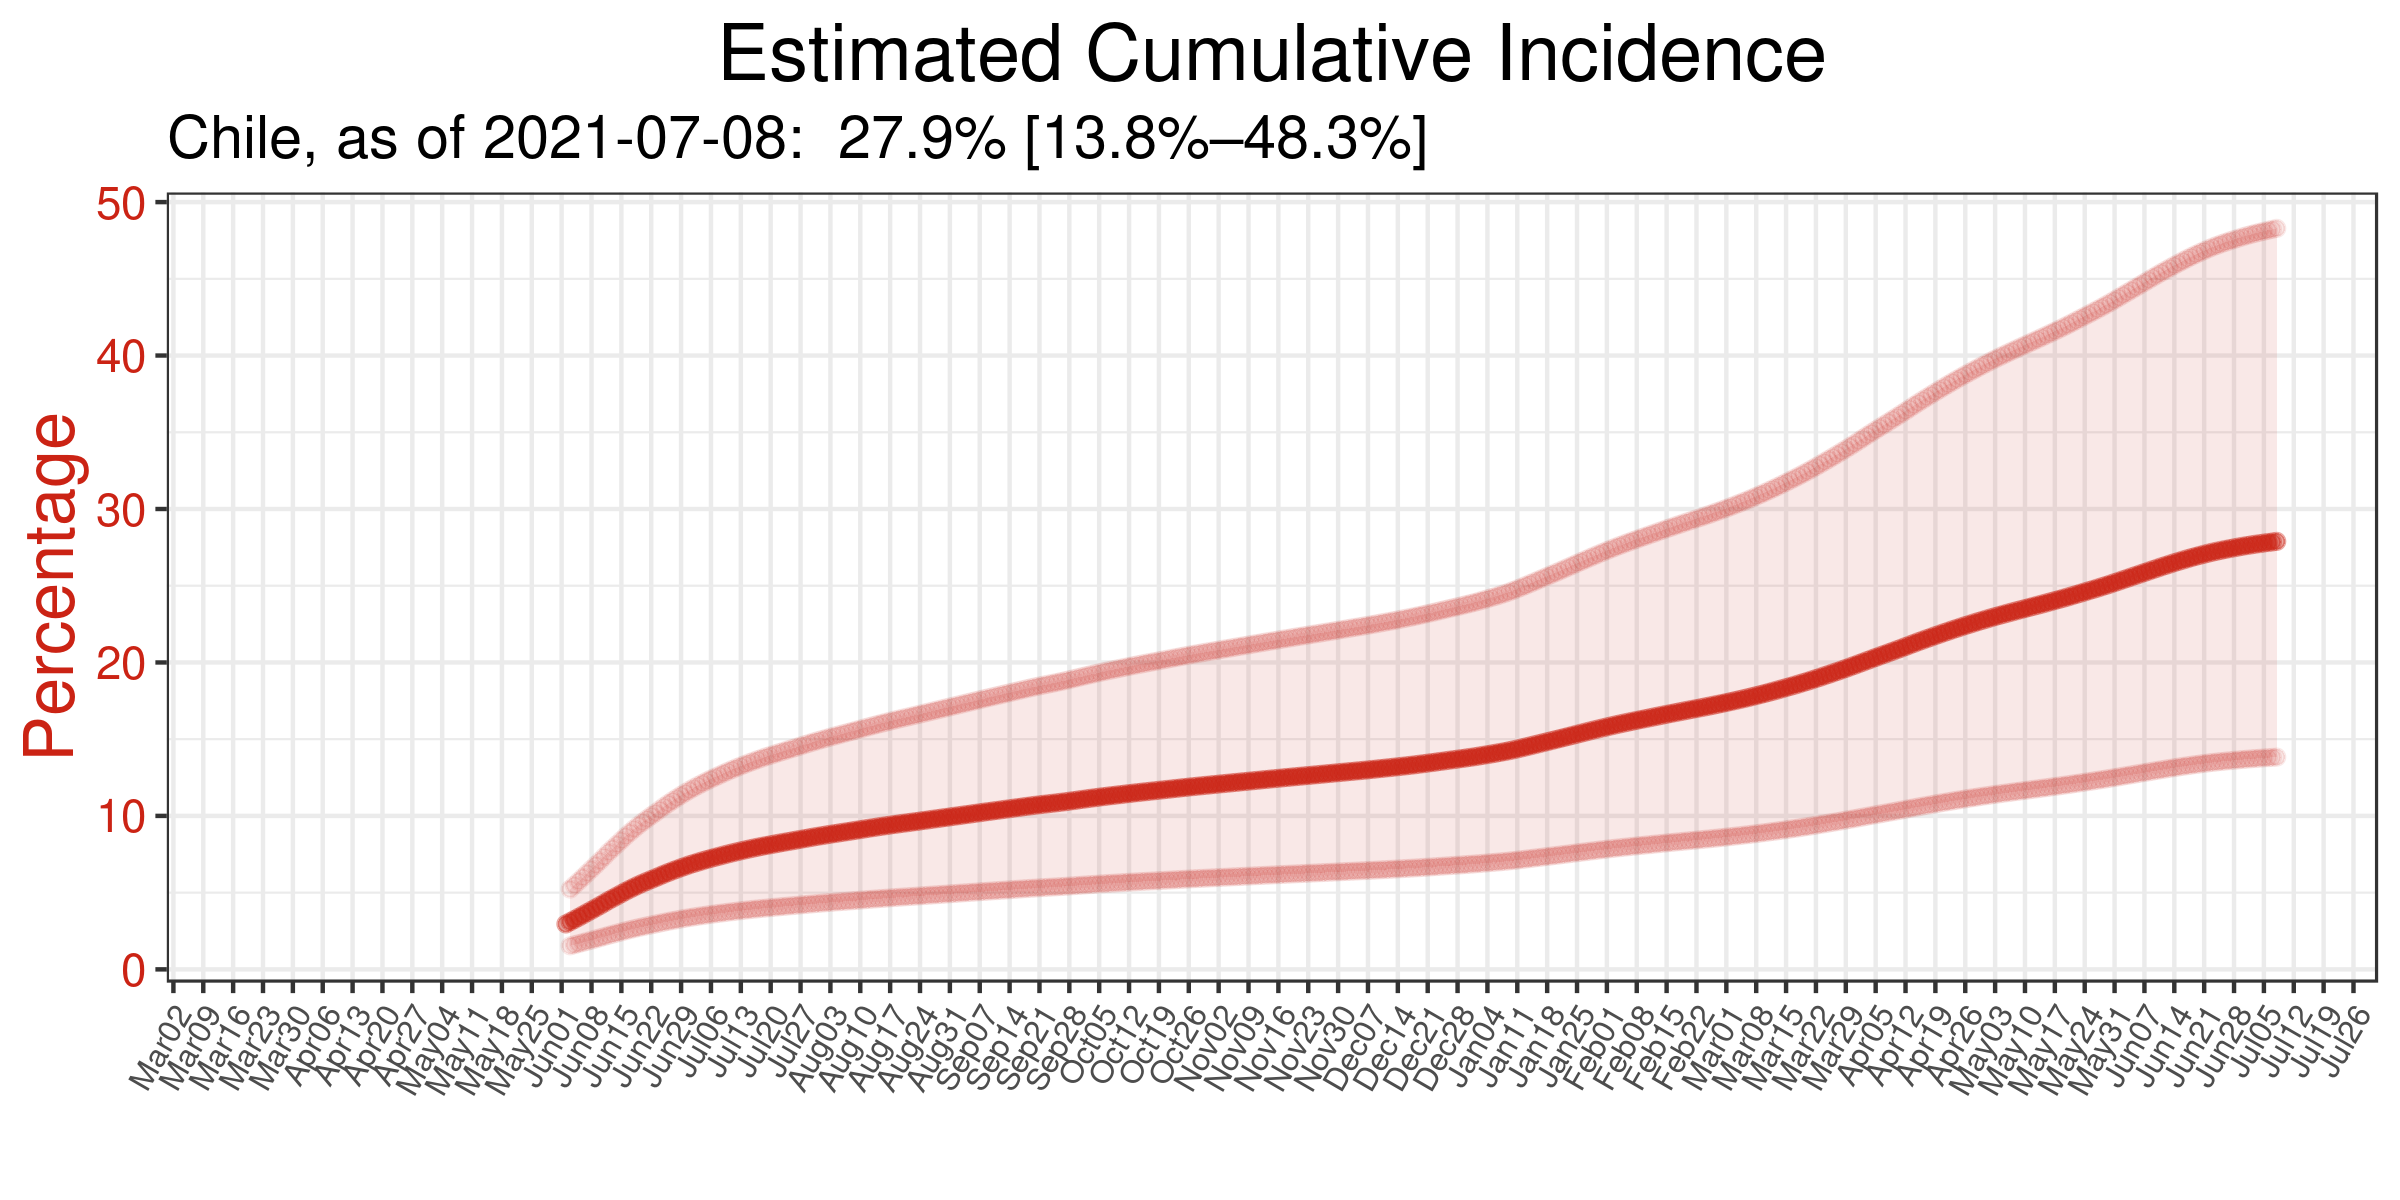 Estimated Cumulative Incidence
Chile, as of 2021-07-08:  27.9% [13.8%–48.3%]
Percentage
50
40
30
20
10
0
Mar02
Mar09
Mar16
Mar23
Mar30
Apr06
Apr13
Apr20
Apr27
May04
May11
May18
May25
Jun01
Jun08
Jun15
Jun22
Jun29
Jul06
Jul13
Jul20
Jul27
Aug03
Aug10
Aug17
Aug24
Aug31
Sep07
Sep14
Sep21
Sep28
Oct05
Oct12
Oct19
Oct26
Nov02
Nov09
Nov16
Nov23
Nov30
Dec07
Dec14
Dec21
Dec28
Jan04
Jan11
Jan18
Jan25
Feb01
Feb08
Feb15
Feb22
Mar01
Mar08
Mar15
Mar22
Mar29
Apr05
Apr12
Apr19
Apr26
May03
May10
May17
May24
May31
Jun07
Jun14
Jun21
Jun28
Jul05
Jul12
Jul19
Jul26